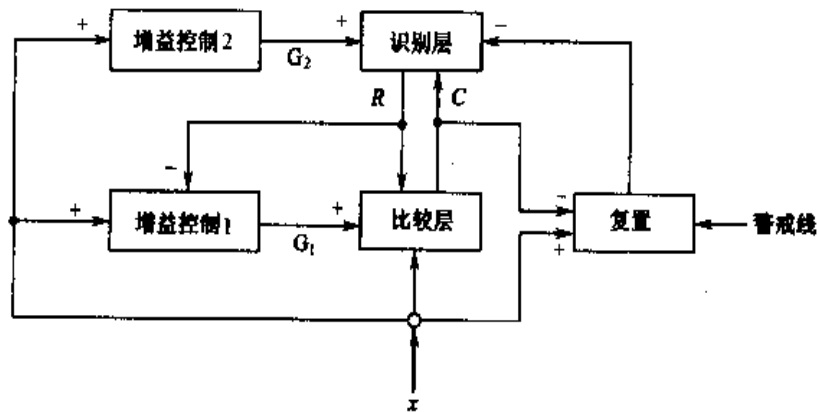 + 增益控制2 G₂ + 识别层 −
R C
−
+ 增益控制1 G₁ + 比较层 − 复置 警戒线
+
x